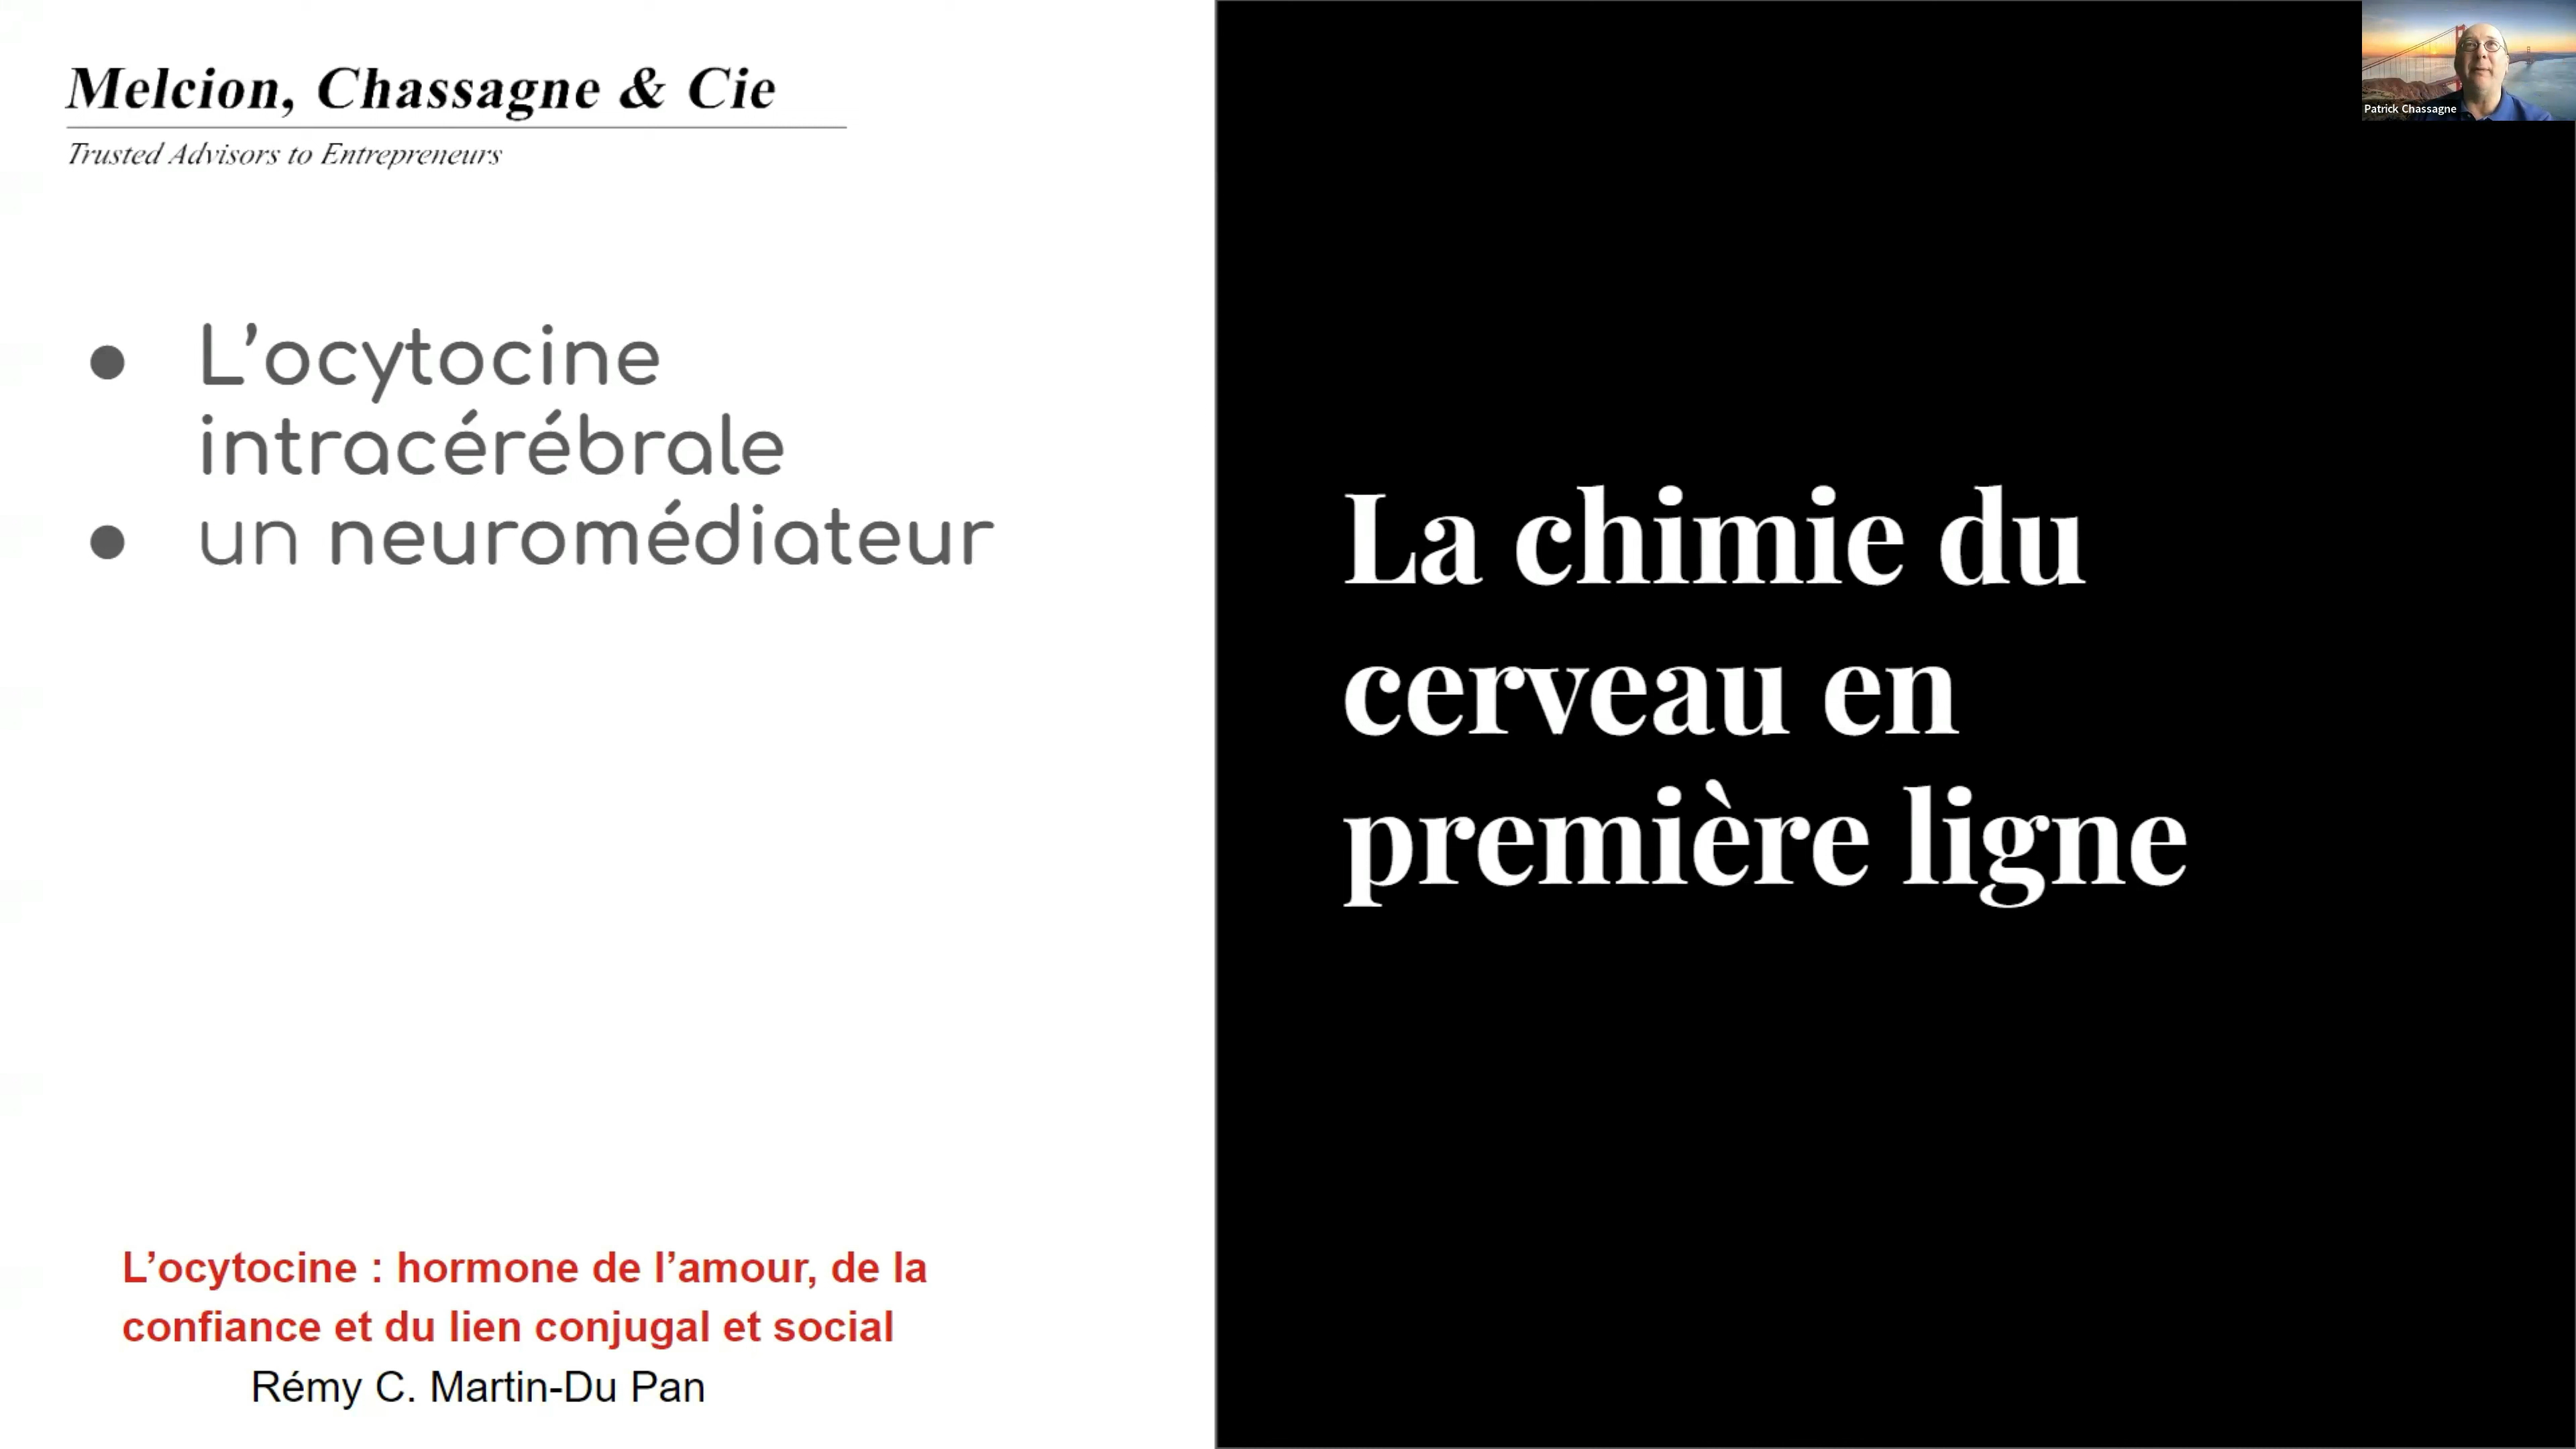 Melcion, Chassagne & Cie
Trusted Advisors to Entrepreneurs
● L’ocytocine
intracérébrale
● un neuromédiateur
L’ocytocine : hormone de l’amour, de la
confiance et du lien conjugal et social
Rémy C. Martin-Du Pan
La chimie du
cerveau en
première ligne
Patrick Chassagne